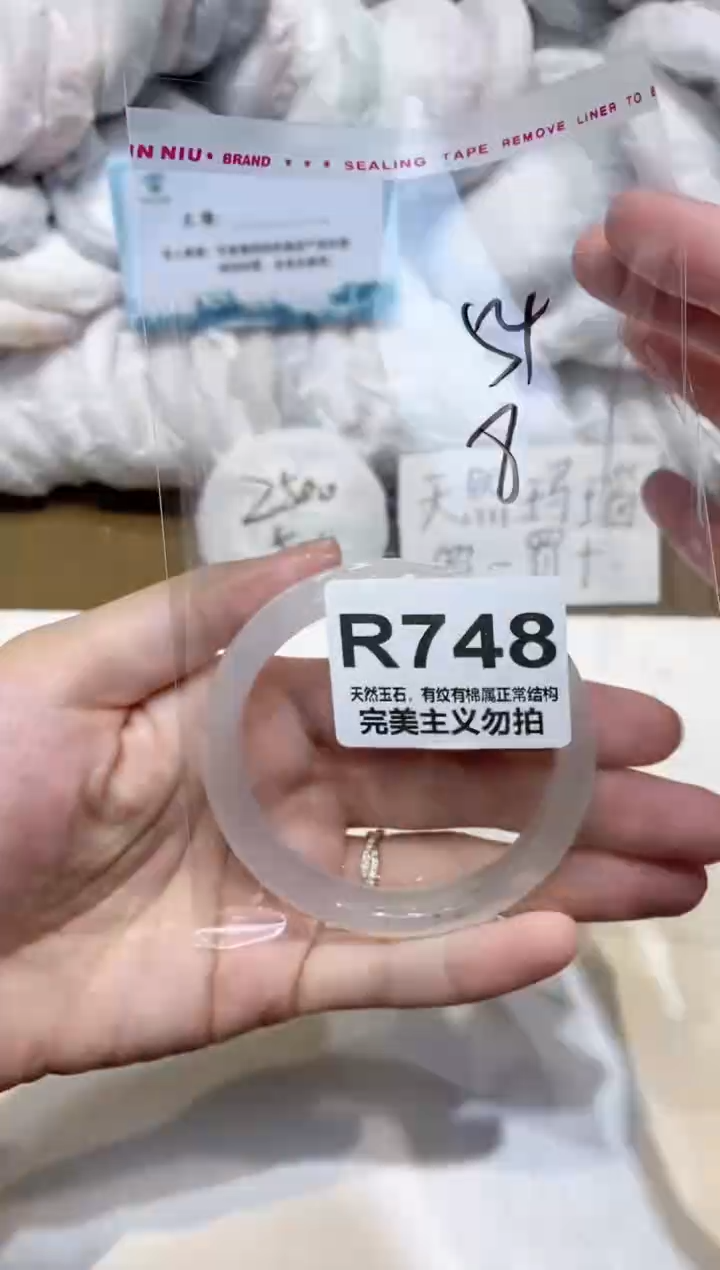 IN NIU • BRAND • • • SEALING TAPE REMOVE LINER TO
54
8
2500
天然玛瑙
R748
天然玉石，有纹有棉属正常结构
完美主义勿拍